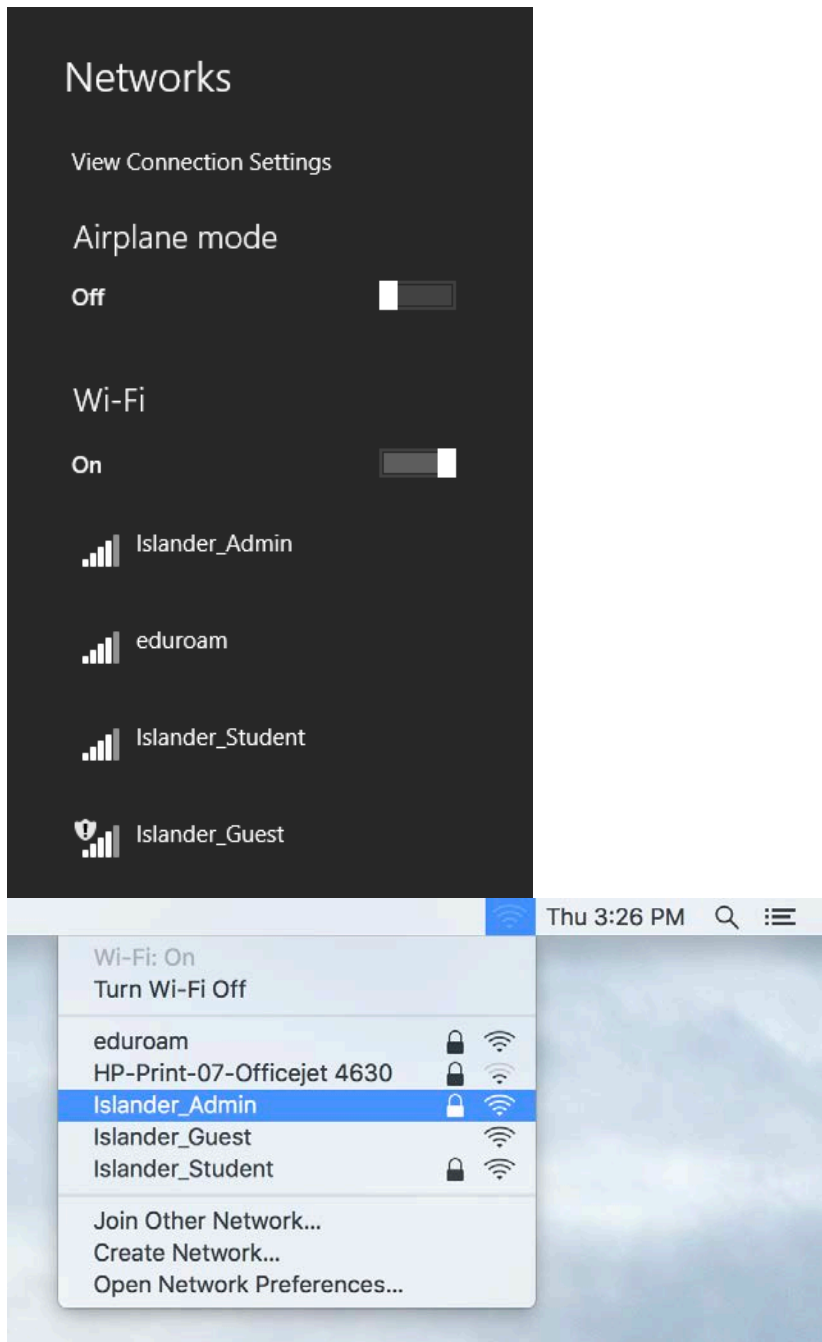 Networks
View Connection Settings
Airplane mode
Off
Wi-Fi
On
Islander_Admin
eduroam
Islander_Student
Islander_Guest
Thu 3:26 PM
Wi-Fi: On
Turn Wi-Fi Off
eduroam
HP-Print-07-Officejet 4630
Islander_Admin
Islander_Guest
Islander_Student
Join Other Network...
Create Network...
Open Network Preferences...